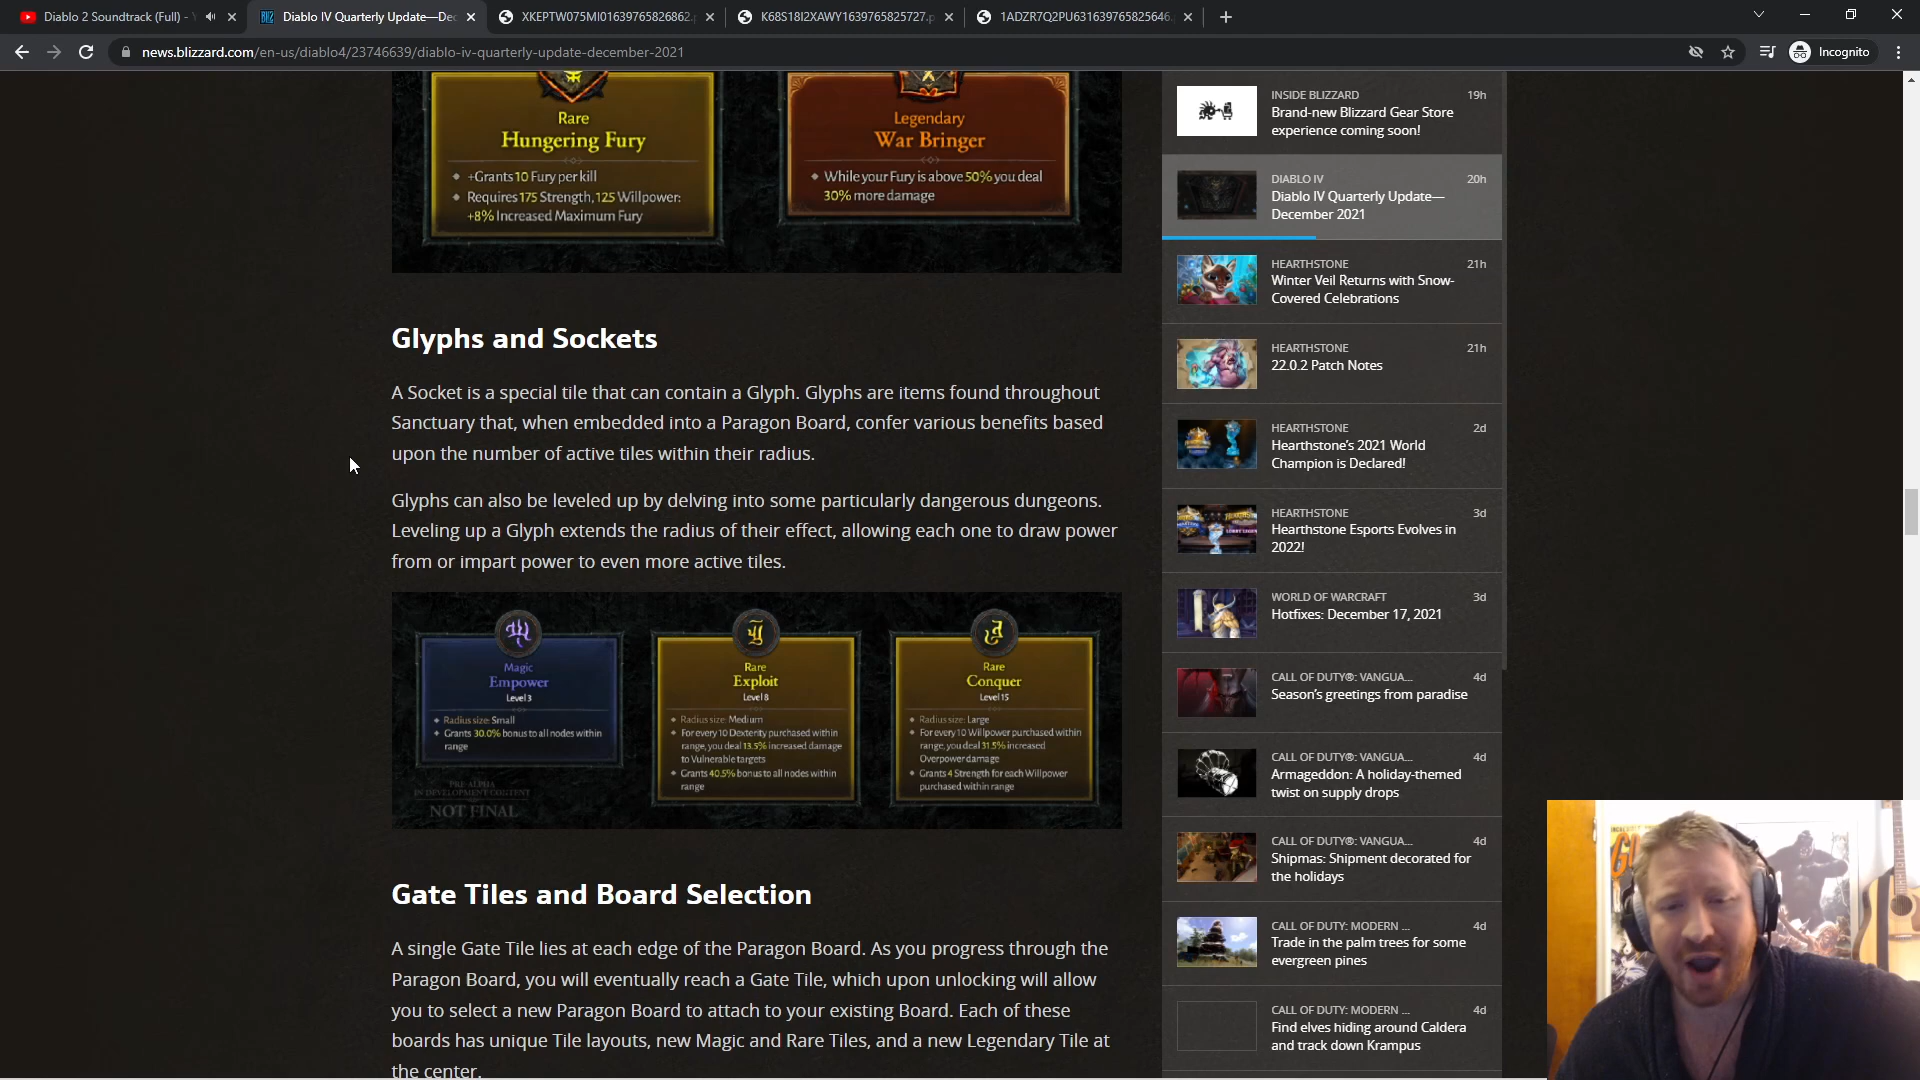 Diablo 2 Soundtrack (Full) -
Diablo IV Quarterly Update—Dec
XKEPTW075MI01639765826862.
K68S18I2XAWY1639765825727.p
1ADZR7Q2PU631639765825646.
news.blizzard.com/en-us/diablo4/23746639/diablo-iv-quarterly-update-december-2021
Incognito
Rare
Hungering Fury
+Grants 10 Fury per kill
Requires 175 Strength, 125 Willpower:
+8% Increased Maximum Fury
Legendary
War Bringer
While your Fury is above 50% you deal
30% more damage
Glyphs and Sockets
A Socket is a special tile that can contain a Glyph. Glyphs are items found throughout
Sanctuary that, when embedded into a Paragon Board, confer various benefits based
upon the number of active tiles within their radius.
Glyphs can also be leveled up by delving into some particularly dangerous dungeons.
Leveling up a Glyph extends the radius of their effect, allowing each one to draw power
from or impart power to even more active tiles.
Magic
Empower
Level 3
Radius size: Small
Grants 30.0% bonus to all nodes within
range
PRE-ALPHA
IN DEVELOPMENT CONTENT
NOT FINAL
Rare
Exploit
Level 8
Radius size: Medium
For every 10 Dexterity purchased within
range, you deal 13.5% increased damage
to Vulnerable targets
Grants 40.5% bonus to all nodes within
range
Rare
Conquer
Level 15
Radius size: Large
For every 10 Willpower purchased within
range, you deal 31.5% increased
Overpower damage
Grants 4 Strength for each Willpower
purchased within range
Gate Tiles and Board Selection
A single Gate Tile lies at each edge of the Paragon Board. As you progress through the
Paragon Board, you will eventually reach a Gate Tile, which upon unlocking will allow
you to select a new Paragon Board to attach to your existing Board. Each of these
boards has unique Tile layouts, new Magic and Rare Tiles, and a new Legendary Tile at
the center.
INSIDE BLIZZARD 19h
Brand-new Blizzard Gear Store
experience coming soon!
DIABLO IV 20h
Diablo IV Quarterly Update—
December 2021
HEARTHSTONE 21h
Winter Veil Returns with Snow-
Covered Celebrations
HEARTHSTONE 21h
22.0.2 Patch Notes
HEARTHSTONE 2d
Hearthstone's 2021 World
Champion is Declared!
HEARTHSTONE 3d
Hearthstone Esports Evolves in
2022!
WORLD OF WARCRAFT 3d
Hotfixes: December 17, 2021
CALL OF DUTY®: VANGUA... 4d
Season's greetings from paradise
CALL OF DUTY®: VANGUA... 4d
Armageddon: A holiday-themed
twist on supply drops
CALL OF DUTY®: VANGUA... 4d
Shipmas: Shipment decorated for
the holidays
CALL OF DUTY: MODERN ... 4d
Trade in the palm trees for some
evergreen pines
CALL OF DUTY: MODERN ... 4d
Find elves hiding around Caldera
and track down Krampus